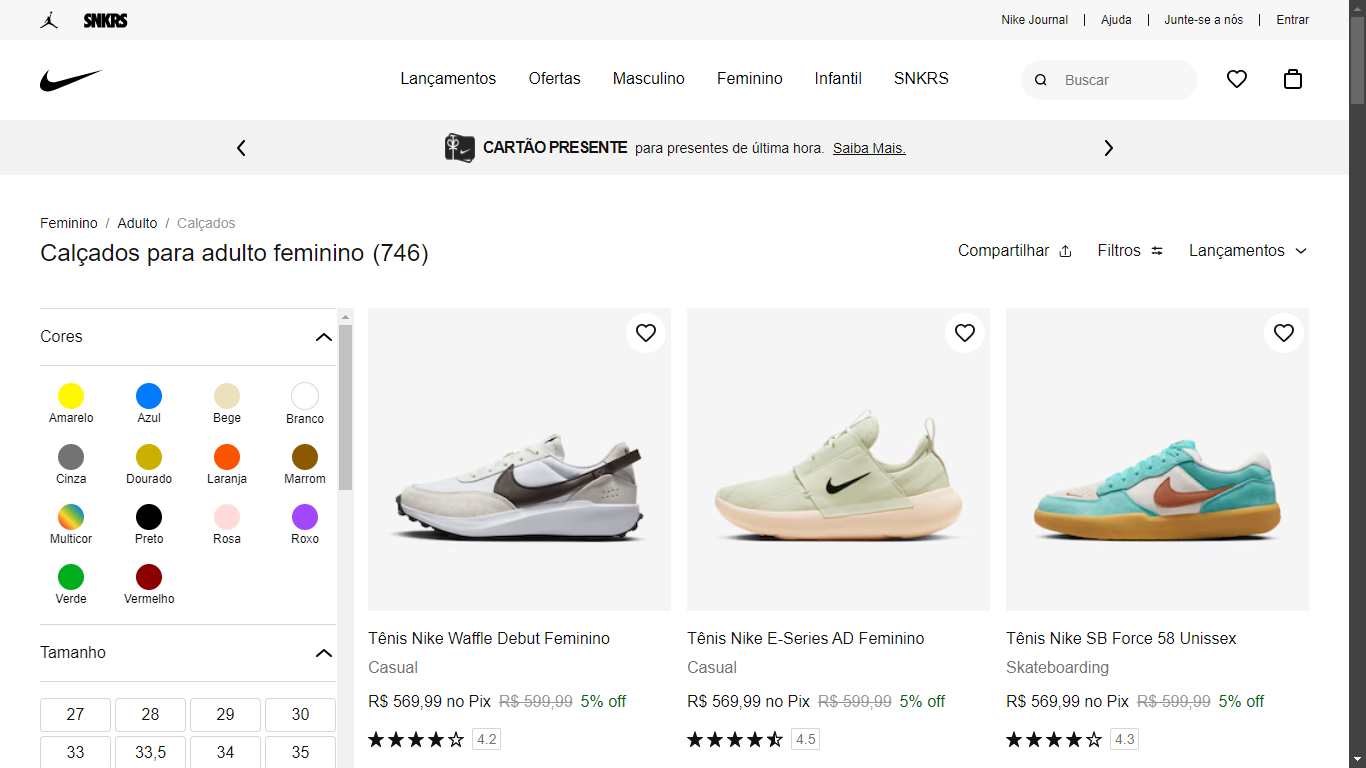 SNKRS
Nike Journal | Ajuda | Junte-se a nós | Entrar
Lançamentos Ofertas Masculino Feminino Infantil SNKRS
Buscar
CARTÃO PRESENTE para presentes de última hora. Saiba Mais.
Feminino / Adulto / Calçados
Calçados para adulto feminino (746)
Compartilhar Filtros Lançamentos
Cores
Amarelo Azul Bege Branco
Cinza Dourado Laranja Marrom
Multicor Preto Rosa Roxo
Verde Vermelho
Tamanho
27 28 29 30
33 33,5 34 35
Tênis Nike Waffle Debut Feminino
Casual
R$ 569,99 no Pix R$ 599,99 5% off
4.2
Tênis Nike E-Series AD Feminino
Casual
R$ 569,99 no Pix R$ 599,99 5% off
4.5
Tênis Nike SB Force 58 Unissex
Skateboarding
R$ 569,99 no Pix R$ 599,99 5% off
4.3